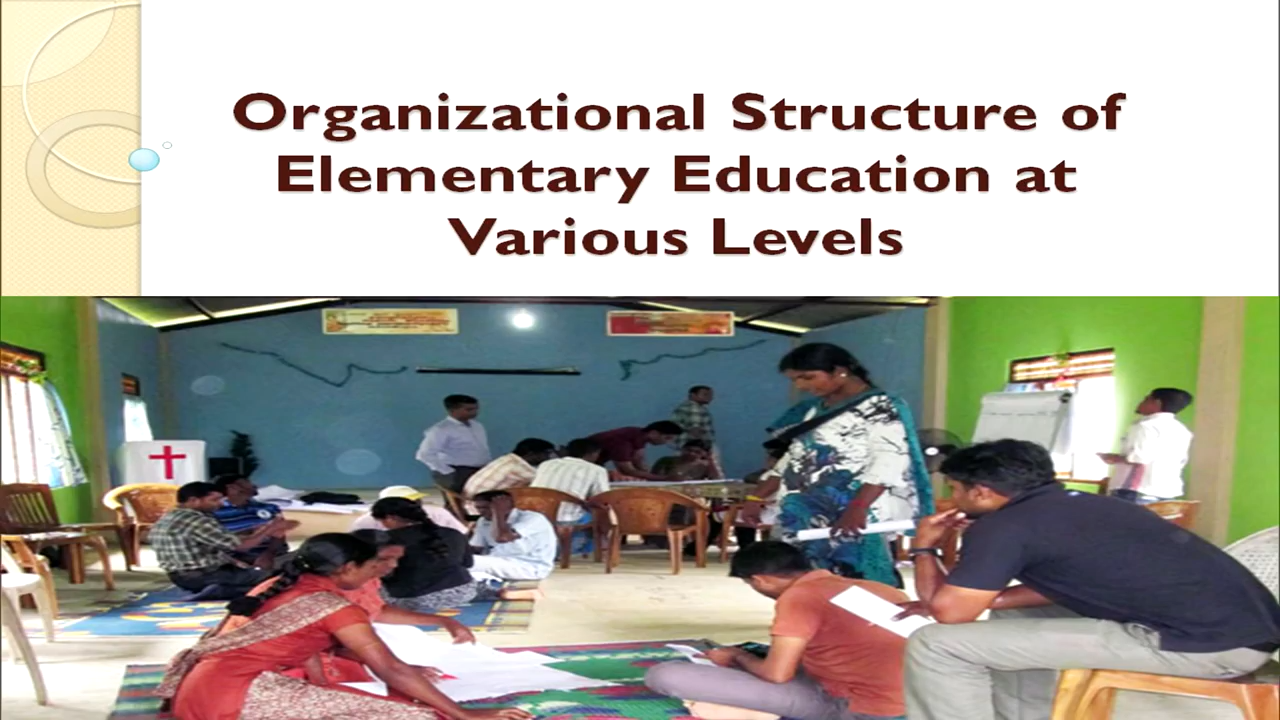 Organizational Structure of
Elementary Education at
Various Levels